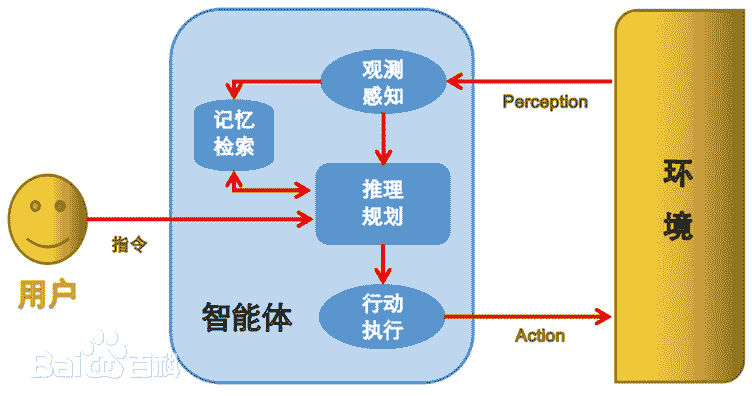 观测
感知
Perception
记忆
检索
环
境
推理
规划
指令
用户
行动
执行
智能体
Action
Baidu百科